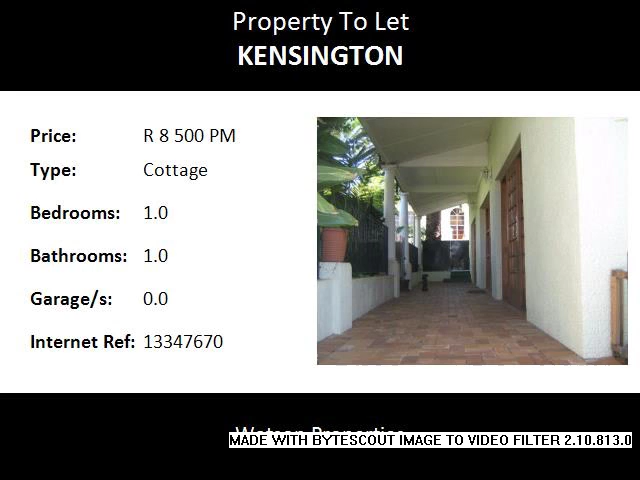 Property To Let
KENSINGTON
Price: R 8 500 PM
Type: Cottage
Bedrooms: 1.0
Bathrooms: 1.0
Garage/s: 0.0
Internet Ref: 13347670
MADE WITH BYTESCOUT IMAGE TO VIDEO FILTER 2.10.813.0